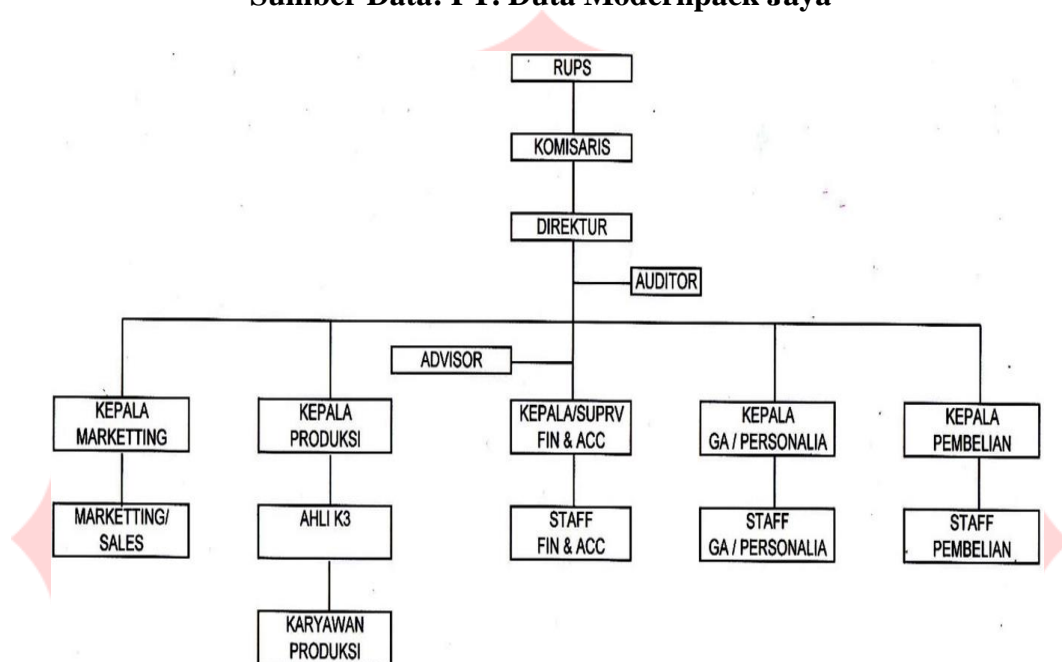 Sumber Data: PT. Duta Modernpack Jaya
RUPS
KOMISARIS
DIREKTUR
AUDITOR
ADVISOR
KEPALA
MARKETTING
KEPALA
PRODUKSI
KEPALA/SUPRV
FIN & ACC
KEPALA
GA / PERSONALIA
KEPALA
PEMBELIAN
MARKETTING/
SALES
AHLI K3
STAFF
FIN & ACC
STAFF
GA / PERSONALIA
STAFF
PEMBELIAN
KARYAWAN
PRODUKSI